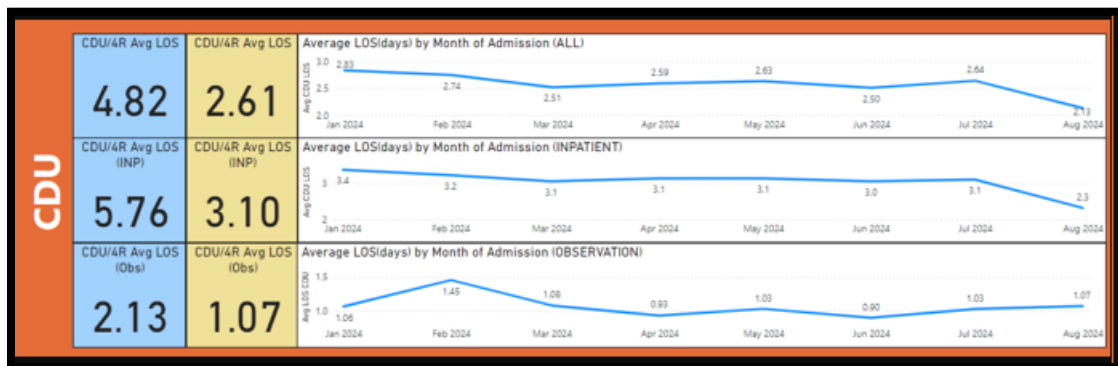 CDU
CDU/4R Avg LOS
4.82
CDU/4R Avg LOS
2.61
Average LOS(days) by Month of Admission (ALL)
Avg CDU LOS
3.0
2.5
2.0
2.83
2.74
2.51
2.59
2.63
2.50
2.64
2.13
Jan 2024
Feb 2024
Mar 2024
Apr 2024
May 2024
Jun 2024
Jul 2024
Aug 2024
CDU/4R Avg LOS
(INP)
5.76
CDU/4R Avg LOS
(INP)
3.10
Average LOS(days) by Month of Admission (INPATIENT)
Avg CDU LOS
3
2
3.4
3.2
3.1
3.1
3.1
3.0
3.1
2.3
Jan 2024
Feb 2024
Mar 2024
Apr 2024
May 2024
Jun 2024
Jul 2024
Aug 2024
CDU/4R Avg LOS
(Obs)
2.13
CDU/4R Avg LOS
(Obs)
1.07
Average LOS(days) by Month of Admission (OBSERVATION)
Avg LOS CDU
1.5
1.0
1.06
1.45
1.08
0.93
1.03
0.90
1.03
1.07
Jan 2024
Feb 2024
Mar 2024
Apr 2024
May 2024
Jun 2024
Jul 2024
Aug 2024